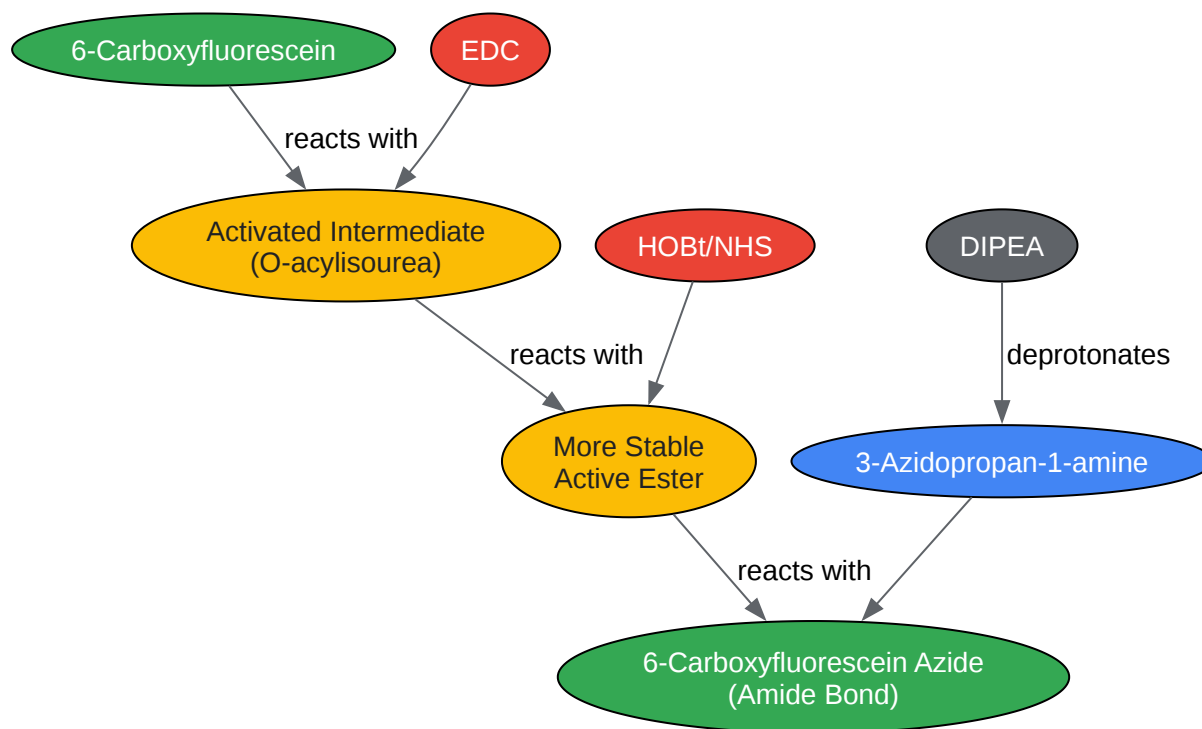 6-Carboxyfluorescein
EDC
reacts with
Activated Intermediate
(O-acylisourea)
HOBt/NHS
DIPEA
reacts with
deprotonates
More Stable
Active Ester
3-Azidopropan-1-amine
reacts with
6-Carboxyfluorescein Azide
(Amide Bond)